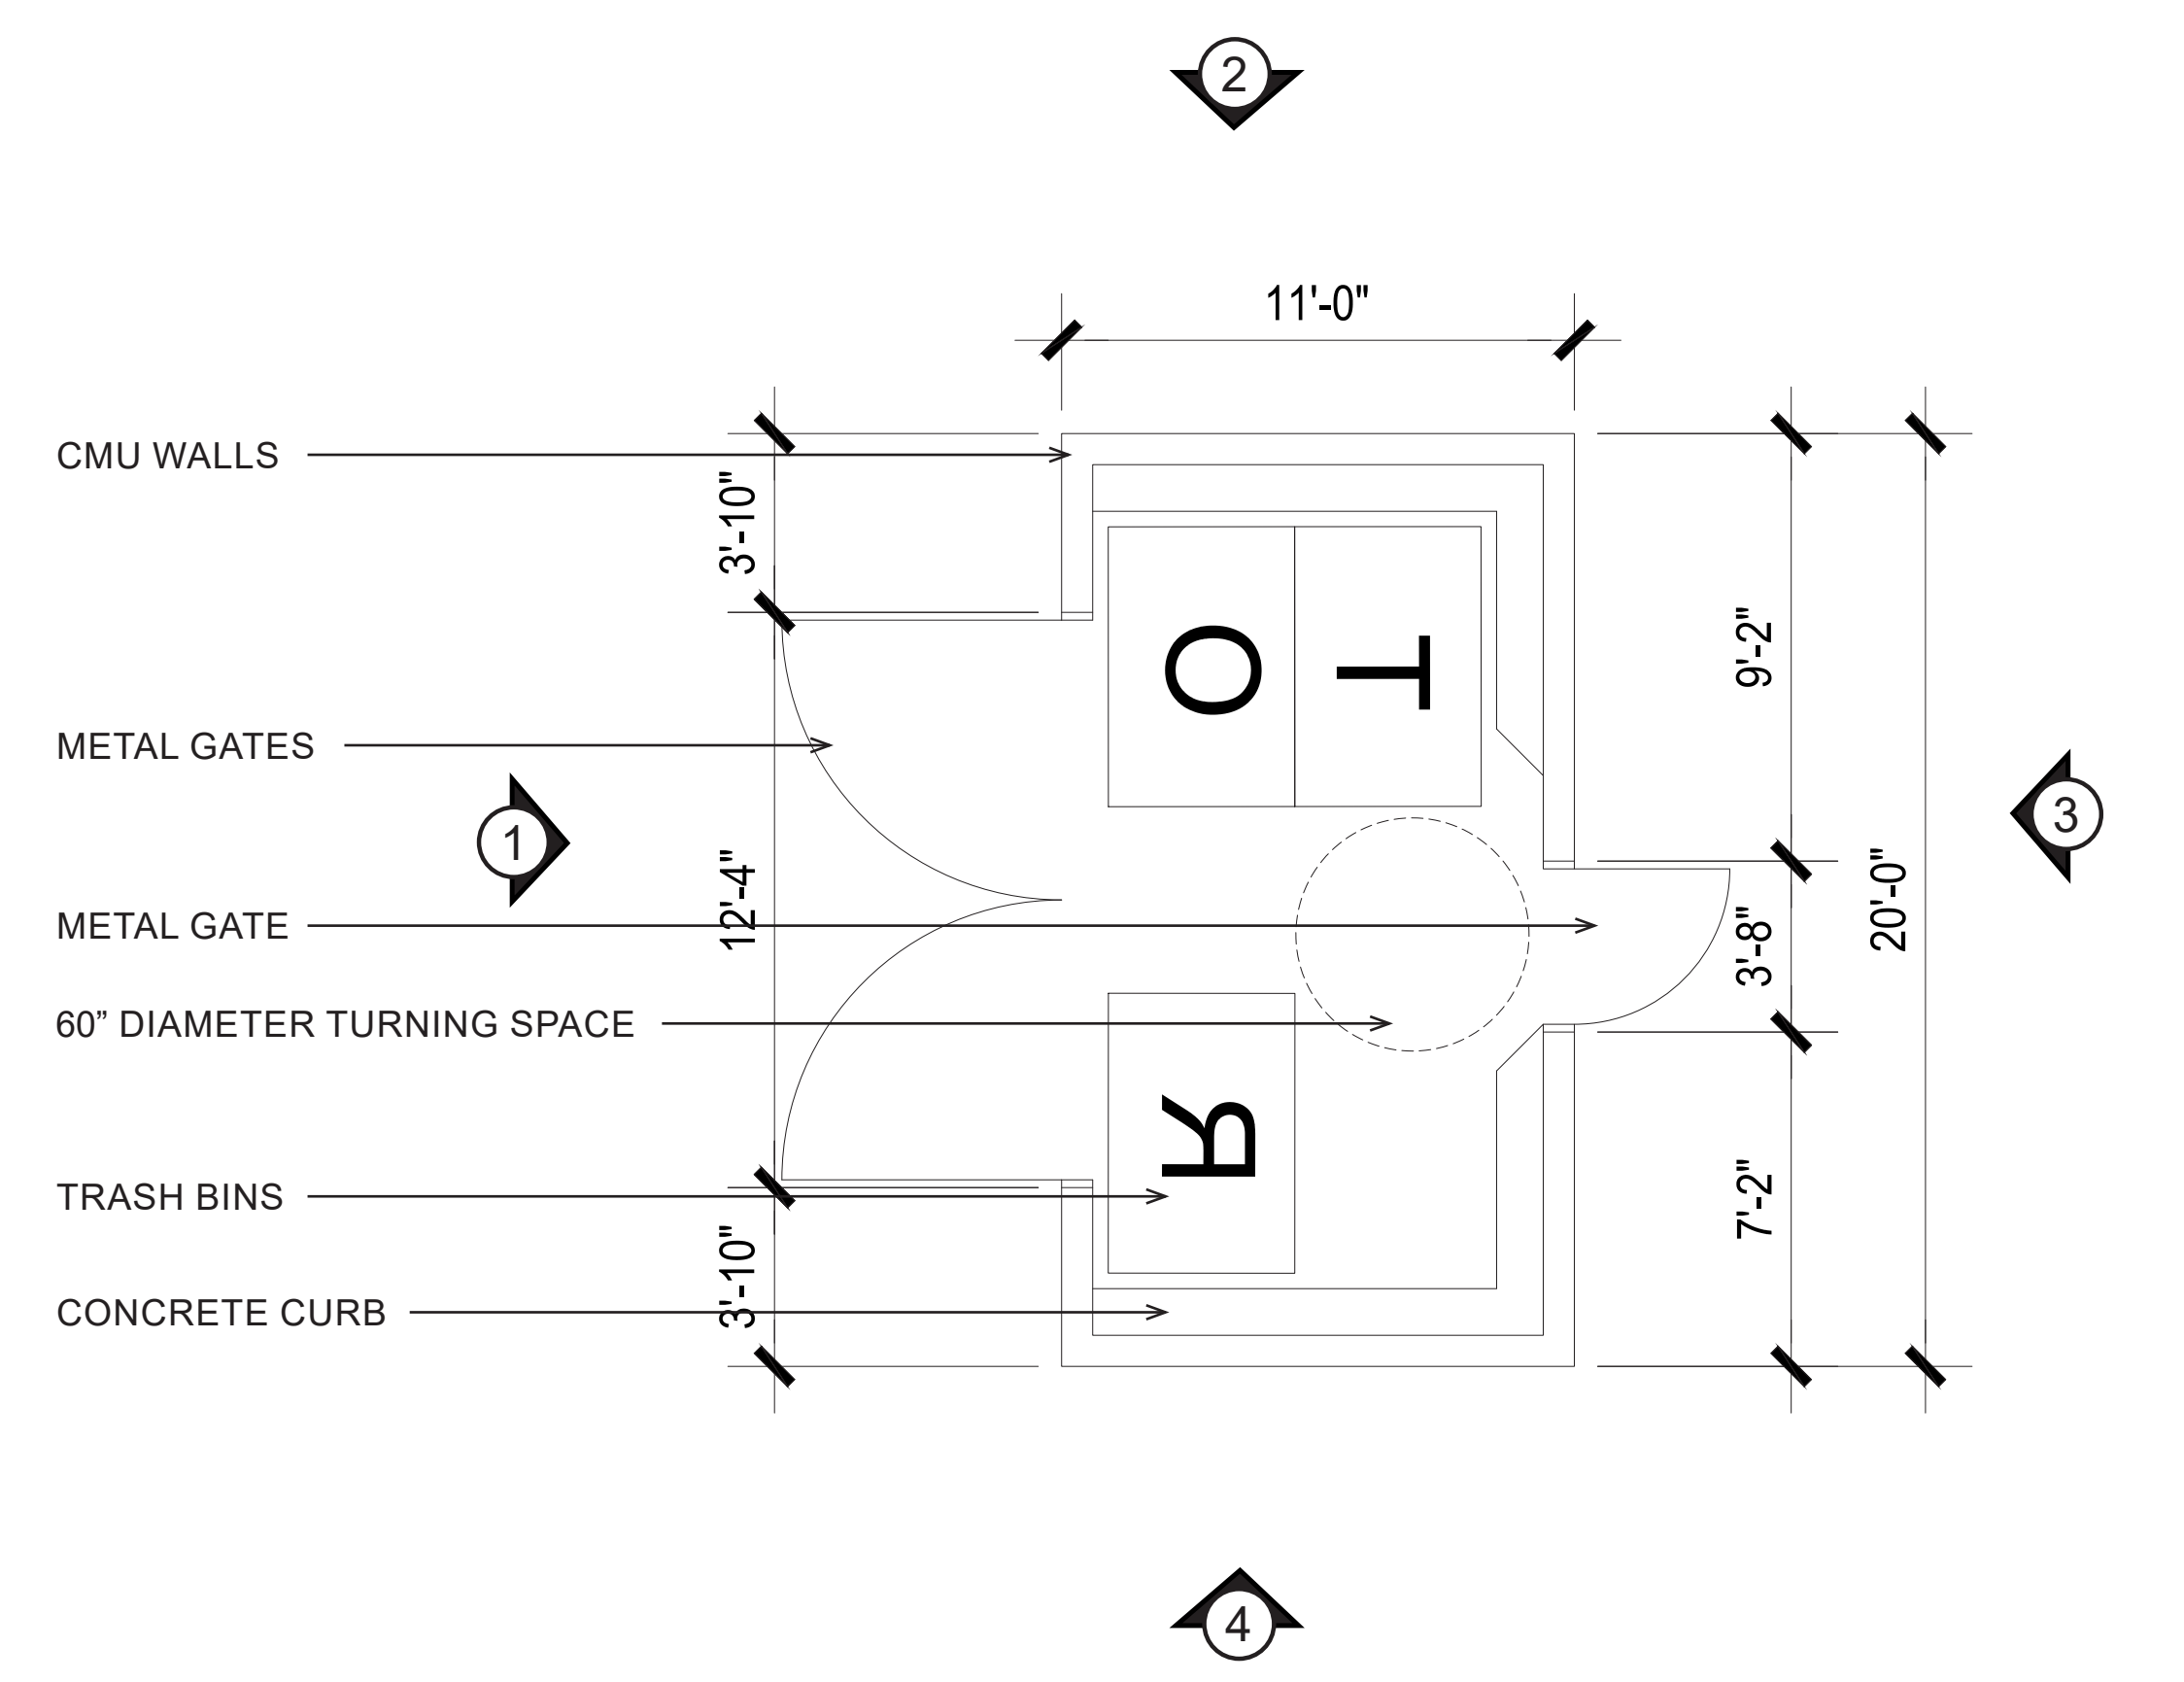 2
11'-0"
CMU WALLS
3'-10"
O
T
9'-2"
METAL GATES
1
3
12'-4"
20'-0"
METAL GATE
3'-8"
60” DIAMETER TURNING SPACE
R
TRASH BINS
7'-2"
3'-10"
CONCRETE CURB
4